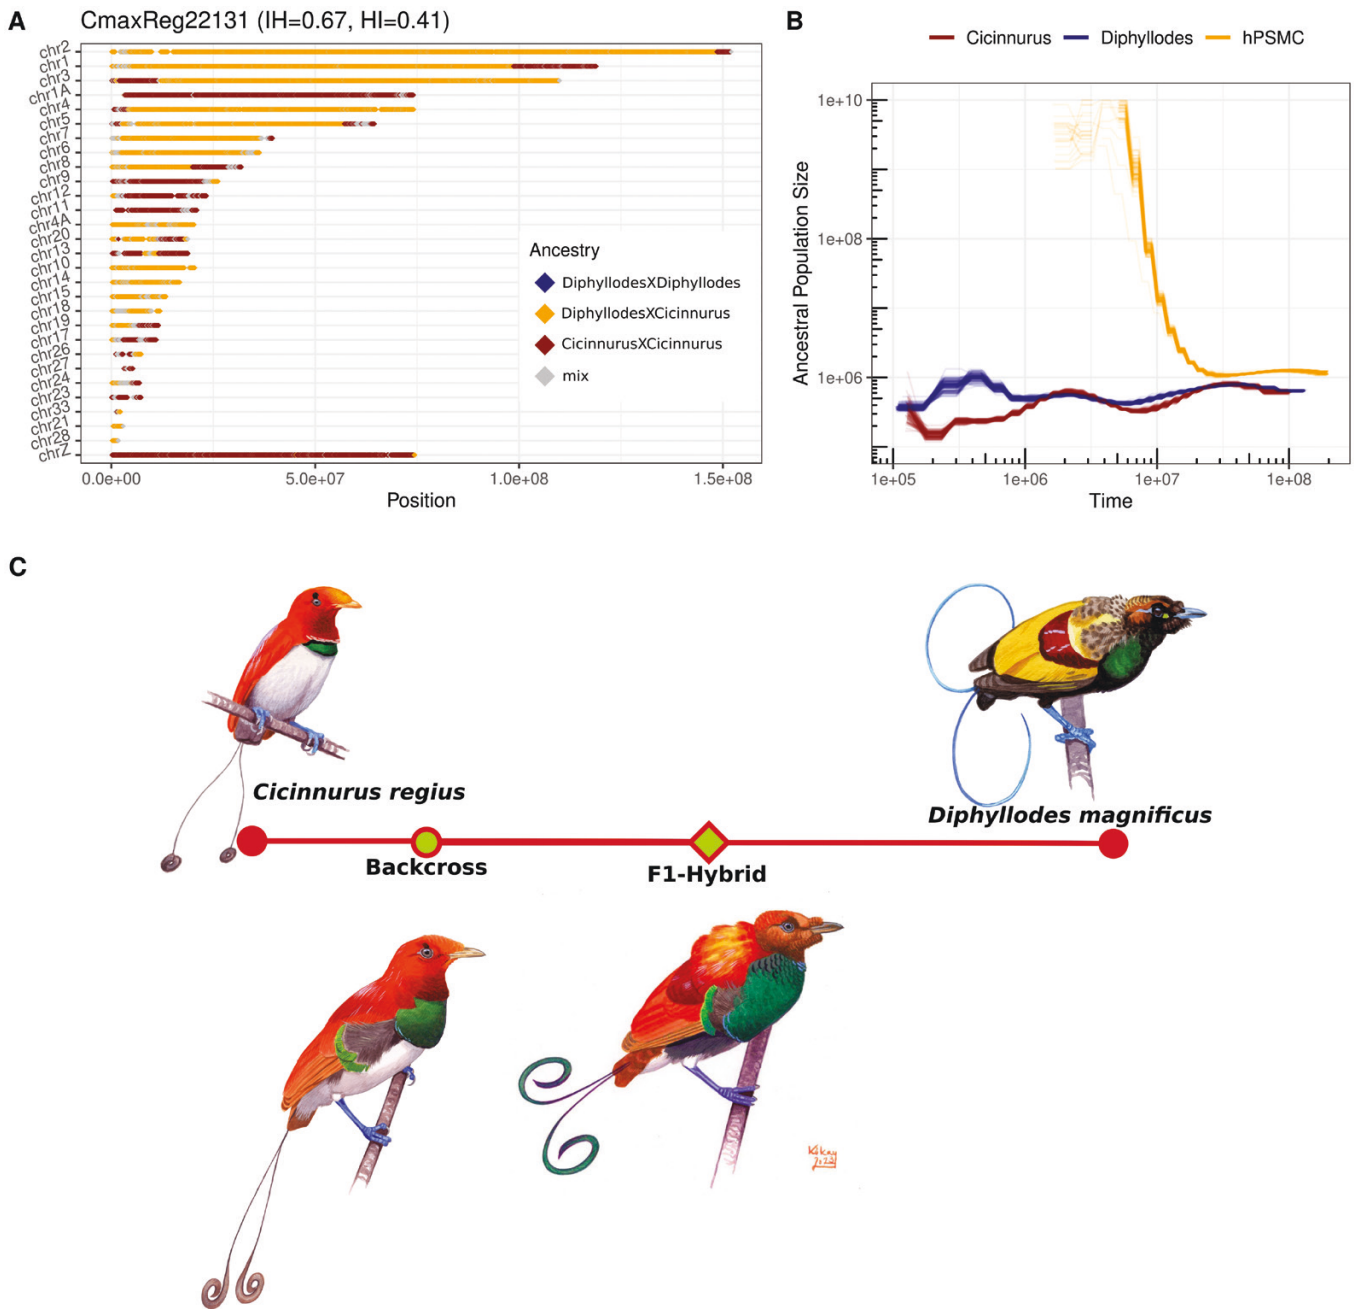 A
CmaxReg22131 (IH=0.67, HI=0.41)
chr2
chr1
chr3
chr1A
chr4
chr5
chr7
chr6
chr8
chr9
chr12
chr11
chr4A
chr20
chr13
chr10
chr14
chr15
chr18
chr19
chr17
chr26
chr27
chr24
chr23
chr33
chr21
chr28
chrZ
Ancestry
DiphyllodesXDiphyllodes
DiphyllodesXCicinnurus
CicinnurusXCicinnurus
mix
0.0e+00 5.0e+07 1.0e+08 1.5e+08
Position
B
Cicinnurus Diphyllodes hPSMC
Ancestral Population Size
1e+10
1e+08
1e+06
1e+05 1e+06 1e+07 1e+08
Time
C
Cicinnurus regius
Diphyllodes magnificus
Backcross
F1-Hybrid